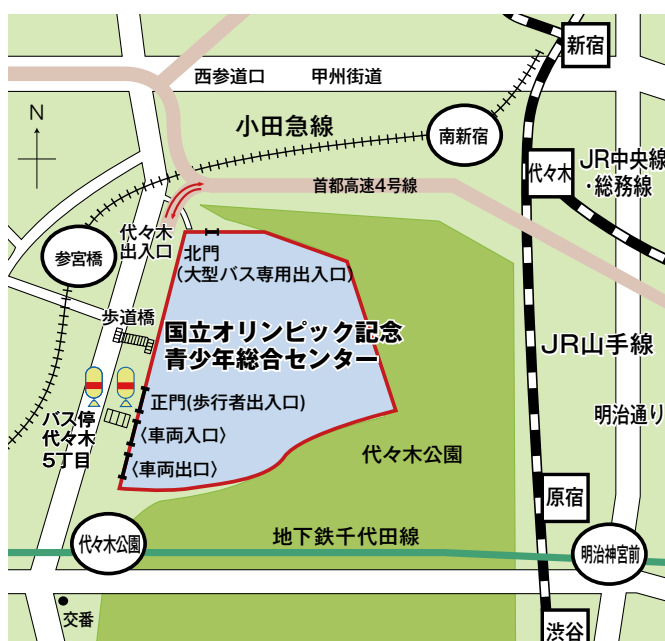 新宿
西参道口
甲州街道
小田急線
南新宿
N
代々木
JR中央線
・総務線
首都高速4号線
代々木
出入口
参宮橋
北門
(大型バス専用出入口)
歩道橋
国立オリンピック記念
青少年総合センター
JR山手線
正門(歩行者出入口)
バス停
代々木
5丁目
〈車両入口〉
〈車両出口〉
明治通り
代々木公園
原宿
地下鉄千代田線
代々木公園
明治神宮前
交番
渋谷